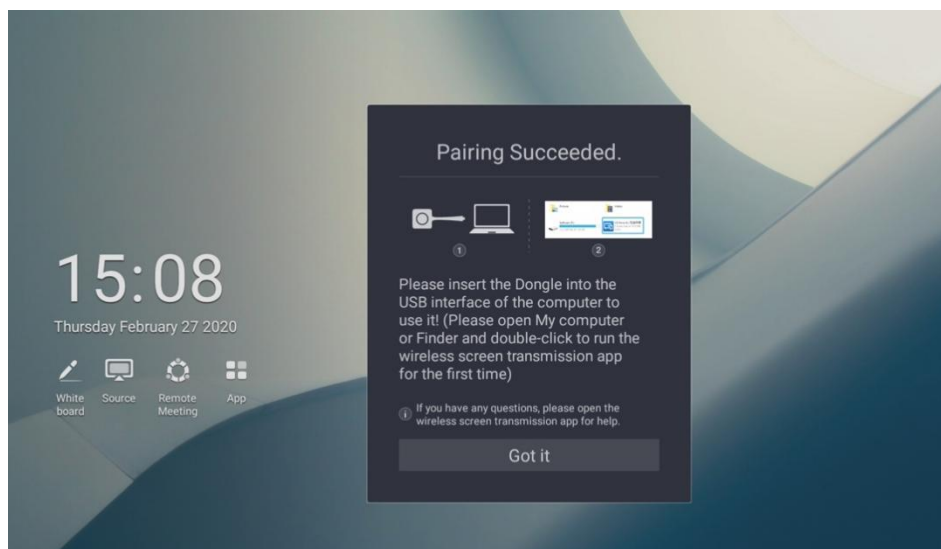 15:08
Thursday February 27 2020
White
board
Source
Remote
Meeting
App
Pairing Succeeded.
1
2
Please insert the Dongle into the
USB interface of the computer to
use it! (Please open My computer
or Finder and double-click to run the
wireless screen transmission app
for the first time)
If you have any questions, please open the
wireless screen transmission app for help.
Got it